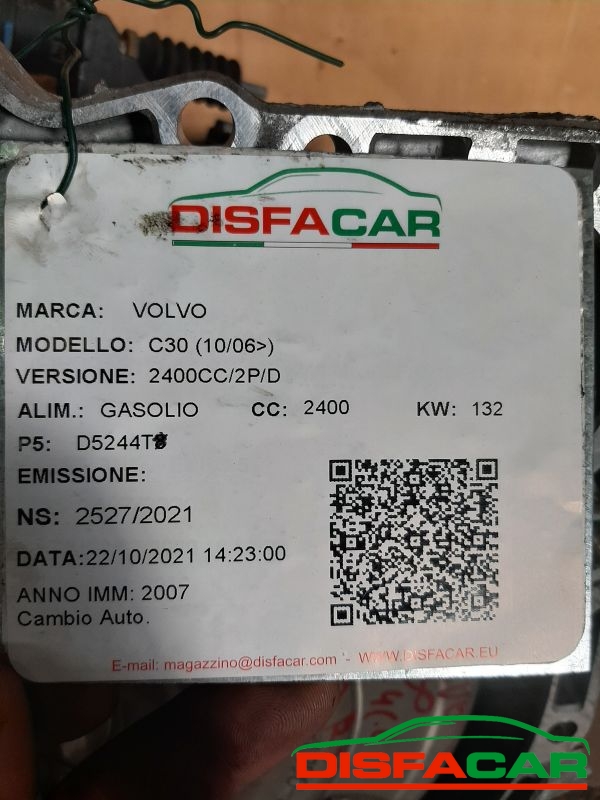 DISFACAR
MARCA: VOLVO
MODELLO: C30 (10/06>)
VERSIONE: 2400CC/2P/D
ALIM.: GASOLIO CC: 2400 KW: 132
P5:
EMISSIONE:
NS: 2527/2021
DATA:22/10/2021 14:23:00
ANNO IMM: 2007
Cambio Auto.
E-mail: magazzino@disfacar.com - WWW.DISFACAR.EU
DISFACAR